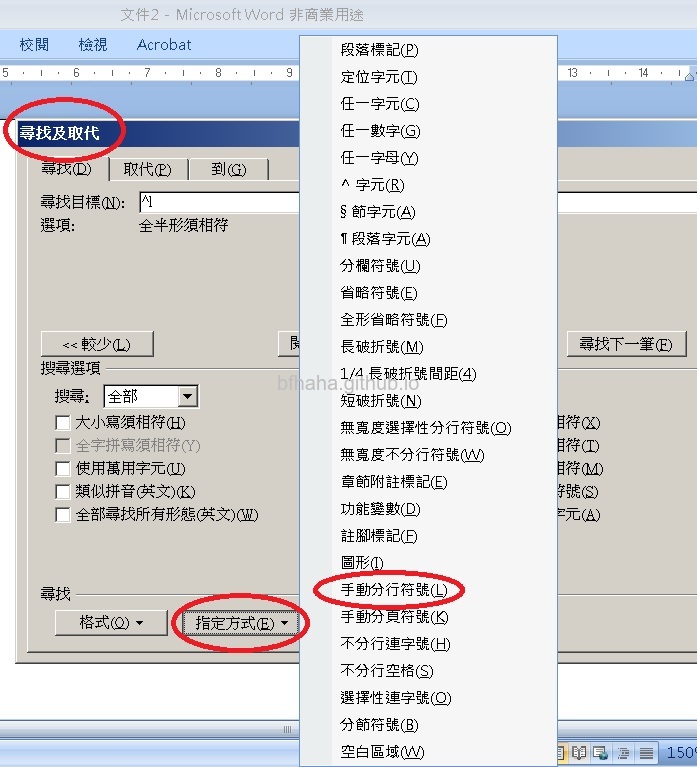 文件2 - Microsoft Word 非商業用途
校閱 檢視 Acrobat
5 6 7 8 9 13 14
尋找及取代
尋找(D) 取代(P) 到(G)
尋找目標(N): ^l
選項: 全半形須相符
<< 較少(L) 尋找下一筆(F)
搜尋選項
搜尋: 全部
大小寫須相符(H)
全字拼寫須相符(Y)
使用萬用字元(U)
類似拼音(英文)(K)
全部尋找所有形態(英文)(W)
相符(X)
相符(T)
相符(M)
符號(S)
字元(A)
尋找
格式(O) 指定方式(E)
段落標記(P)
定位字元(T)
任一字元(C)
任一數字(G)
任一字母(Y)
^ 字元(R)
§ 節字元(A)
¶ 段落字元(A)
分欄符號(U)
省略符號(E)
全形省略符號(F)
長破折號(M)
1/4 長破折號間距(4)
短破折號(N)
無寬度選擇性分行符號(O)
無寬度不分行符號(W)
章節附註標記(E)
功能變數(D)
註腳標記(F)
圖形(I)
手動分行符號(L)
手動分頁符號(K)
不分行連字號(H)
不分行空格(S)
選擇性連字號(O)
分節符號(B)
空白區域(W)
150%
bfhaha.github.io